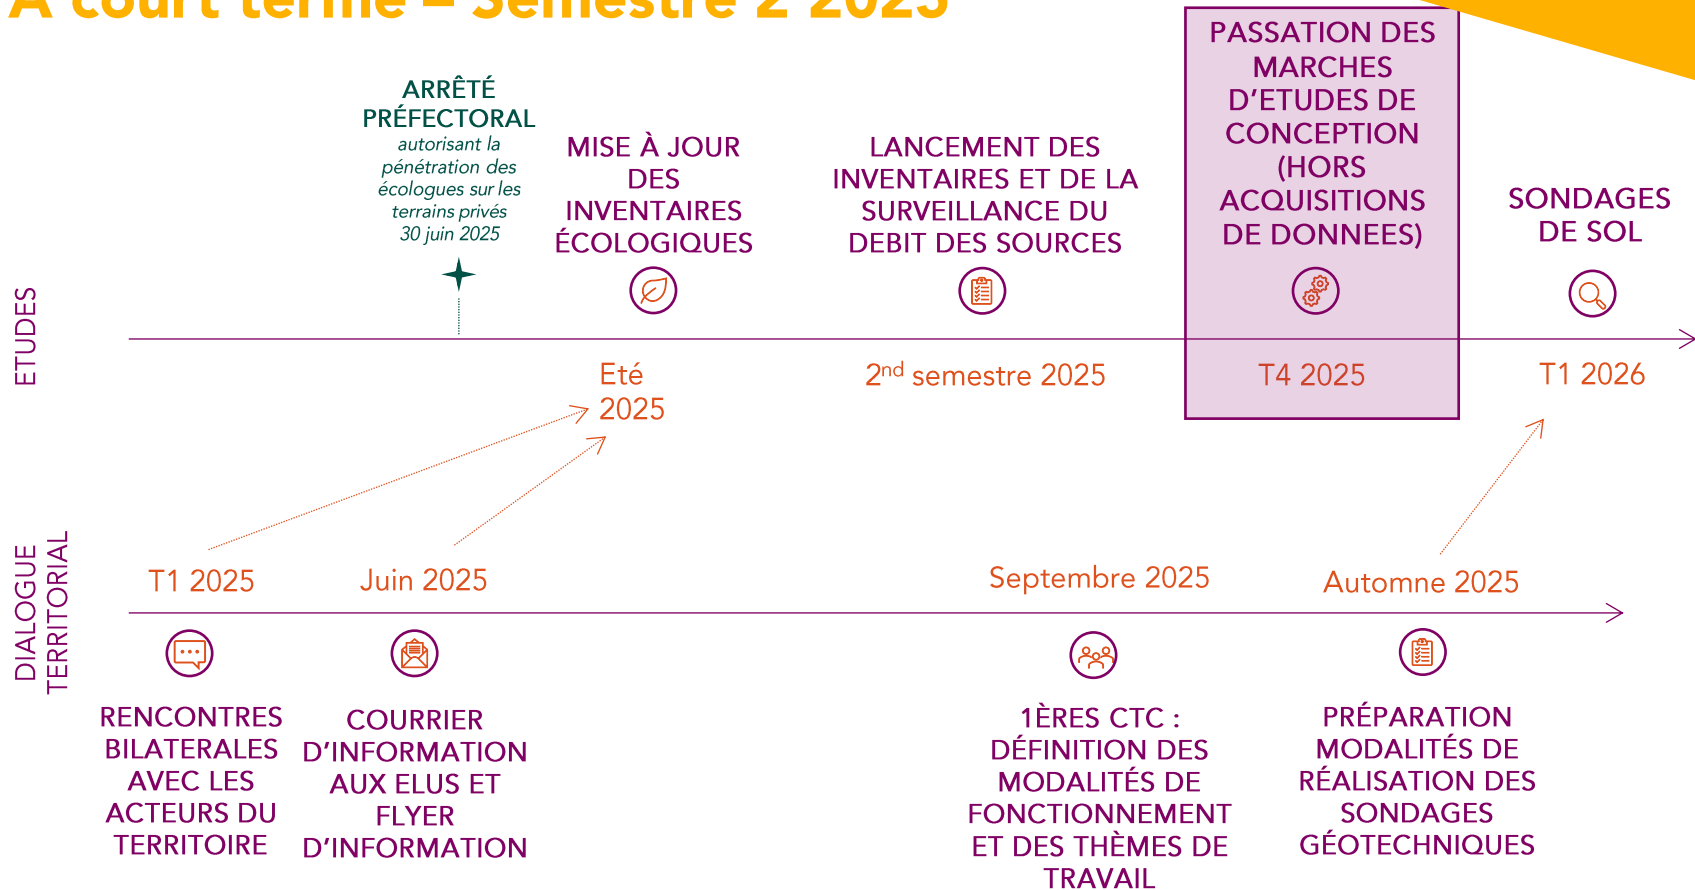 A court terme – Semestre 2 2025
ARRÊTÉ
PRÉFECTORAL
autorisant la
pénétration des
écologues sur les
terrains privés
30 juin 2025
MISE À JOUR
DES
INVENTAIRES
ÉCOLOGIQUES
LANCEMENT DES
INVENTAIRES ET DE LA
SURVEILLANCE DU
DEBIT DES SOURCES
PASSATION DES
MARCHES
D’ETUDES DE
CONCEPTION
(HORS
ACQUISITIONS
DE DONNEES)
SONDAGES
DE SOL
ETUDES
Eté
2025
2nd semestre 2025
T4 2025
T1 2026
DIALOGUE
TERRITORIAL
T1 2025
Juin 2025
Septembre 2025
Automne 2025
RENCONTRES
BILATERALES
AVEC LES
ACTEURS DU
TERRITOIRE
COURRIER
D’INFORMATION
AUX ELUS ET
FLYER
D’INFORMATION
1ÈRES CTC :
DÉFINITION DES
MODALITÉS DE
FONCTIONNEMENT
ET DES THÈMES DE
TRAVAIL
PRÉPARATION
MODALITÉS DE
RÉALISATION DES
SONDAGES
GÉOTECHNIQUES